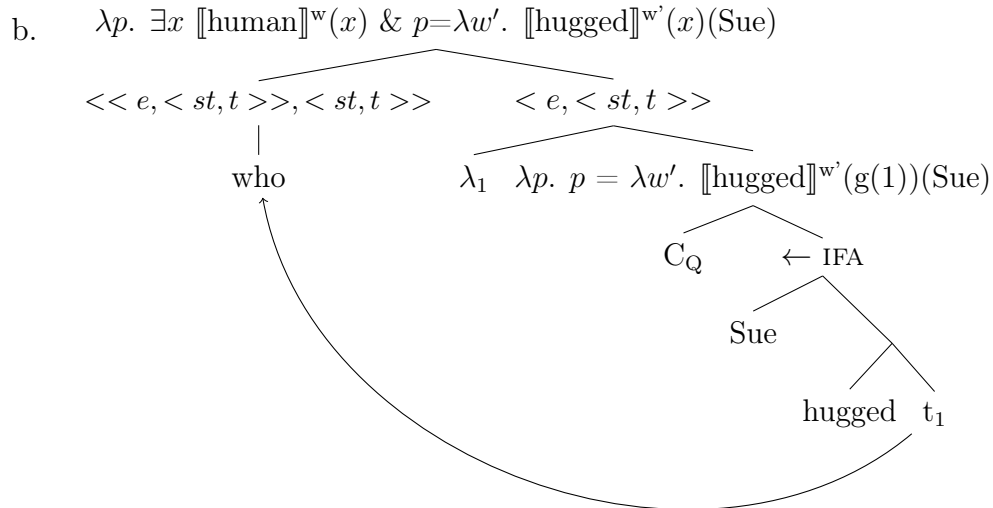 b. λp. ∃x ⟦human⟧ʷ(x) & p=λw′. ⟦hugged⟧ʷ'(x)(Sue)
<< e, < st, t >>, < st, t >> < e, < st, t >>
who λ₁ λp. p = λw′. ⟦hugged⟧ʷ'(g(1))(Sue)
C_Q ← IFA
Sue
hugged t₁